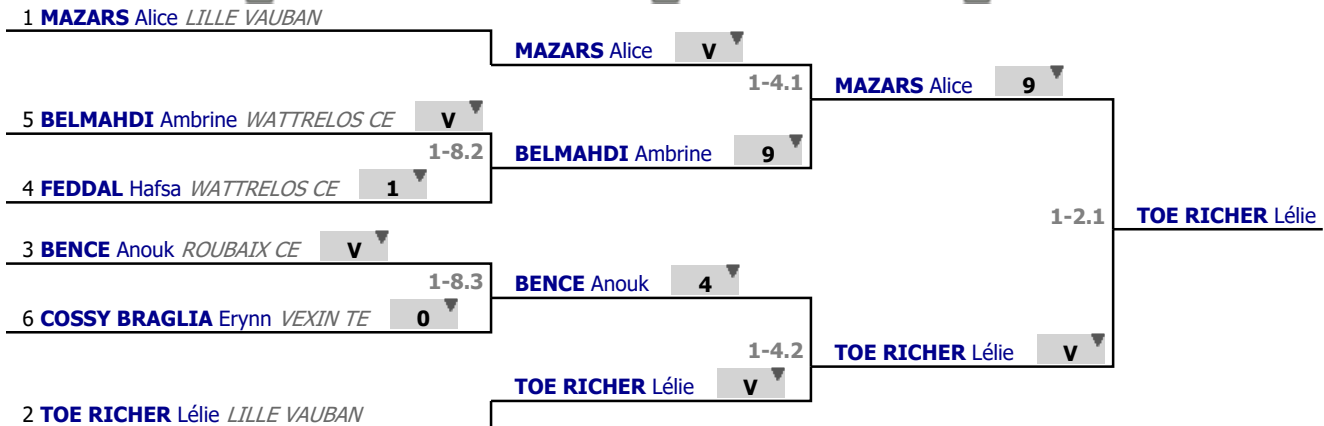 1 MAZARS Alice LILLE VAUBAN
MAZARS Alice V
1-4.1
MAZARS Alice 9
5 BELMAHDI Ambrine WATTRELOS CE V
1-8.2
BELMAHDI Ambrine 9
4 FEDDAL Hafsa WATTRELOS CE 1
1-2.1
TOE RICHER Lélie
3 BENCE Anouk ROUBAIX CE V
1-8.3
BENCE Anouk 4
6 COSSY BRAGLIA Erynn VEXIN TE 0
1-4.2
TOE RICHER Lélie V
TOE RICHER Lélie V
2 TOE RICHER Lélie LILLE VAUBAN